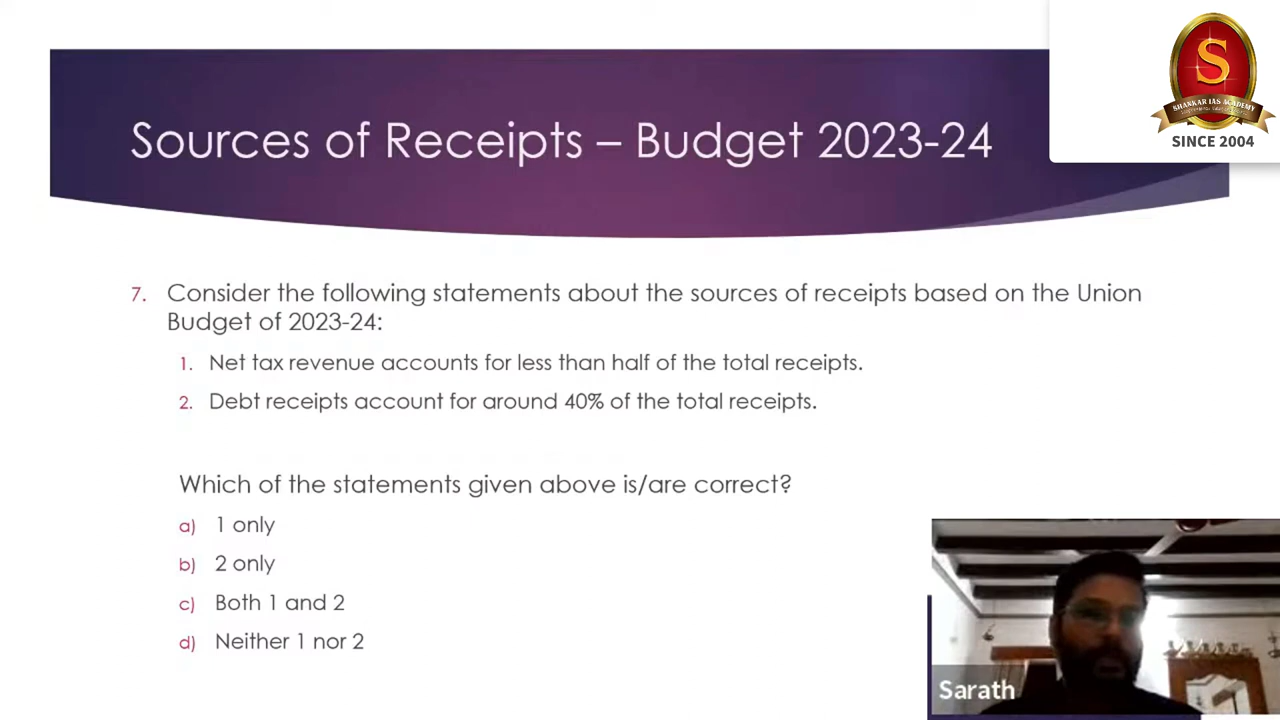 S
SHANKAR IAS ACADEMY
SINCE 2004
Sources of Receipts – Budget 2023-24
7. Consider the following statements about the sources of receipts based on the Union
Budget of 2023-24:
1. Net tax revenue accounts for less than half of the total receipts.
2. Debt receipts account for around 40% of the total receipts.
Which of the statements given above is/are correct?
a) 1 only
b) 2 only
c) Both 1 and 2
d) Neither 1 nor 2
Sarath